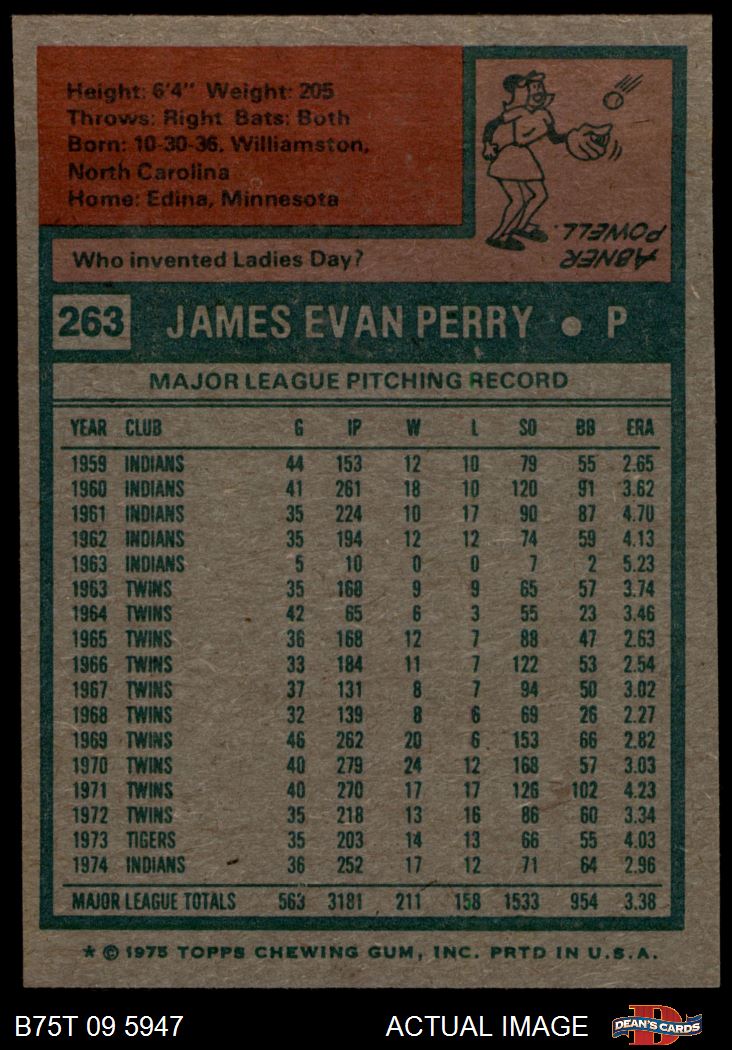 Height: 6'4" Weight: 205
Throws: Right Bats: Both
Born: 10-30-36, Williamston,
North Carolina
Home: Edina, Minnesota
ABNER
POWELL
Who invented Ladies Day?
263 JAMES EVAN PERRY • P
MAJOR LEAGUE PITCHING RECORD
YEAR CLUB G IP W L SO BB ERA
1959 INDIANS 44 153 12 10 79 55 2.65
1960 INDIANS 41 261 18 10 120 91 3.62
1961 INDIANS 35 224 10 17 90 87 4.70
1962 INDIANS 35 194 12 12 74 59 4.13
1963 INDIANS 5 10 0 0 7 2 5.23
1963 TWINS 35 168 9 9 65 57 3.74
1964 TWINS 42 65 6 3 55 23 3.46
1965 TWINS 36 168 12 7 88 47 2.63
1966 TWINS 33 184 11 7 122 53 2.54
1967 TWINS 37 131 8 7 94 50 3.02
1968 TWINS 32 139 8 6 69 26 2.27
1969 TWINS 46 262 20 6 153 66 2.82
1970 TWINS 40 279 24 12 168 57 3.03
1971 TWINS 40 270 17 17 126 102 4.23
1972 TWINS 35 218 13 16 86 60 3.34
1973 TIGERS 35 203 14 13 66 55 4.03
1974 INDIANS 36 252 17 12 71 64 2.96
MAJOR LEAGUE TOTALS 563 3181 211 158 1533 954 3.38
* © 1975 TOPPS CHEWING GUM, INC. PRTD IN U.S.A.
B75T 09 5947 ACTUAL IMAGE D DEAN'S CARDS